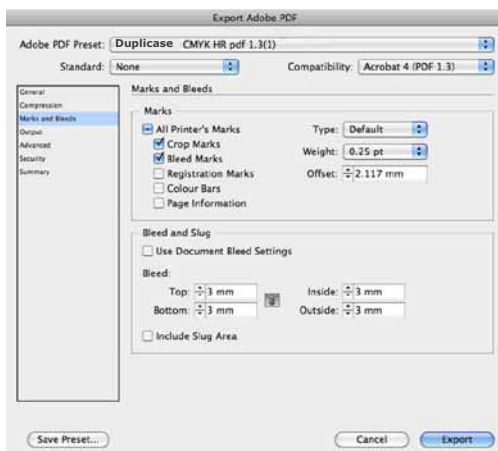 Export Adobe PDF
Adobe PDF Preset: Duplicase CMYK HR pdf 1.3(1)
Standard: None Compatibility: Acrobat 4 (PDF 1.3)
General
Compression
Marks and Bleeds
Output
Advanced
Security
Summary
Marks and Bleeds
Marks
All Printer's Marks
Crop Marks
Bleed Marks
Registration Marks
Colour Bars
Page Information
Type: Default
Weight: 0.25 pt
Offset: 2.117 mm
Bleed and Slug
Use Document Bleed Settings
Bleed:
Top: 3 mm Inside: 3 mm
Bottom: 3 mm Outside: 3 mm
Include Slug Area
Save Preset... Cancel Export